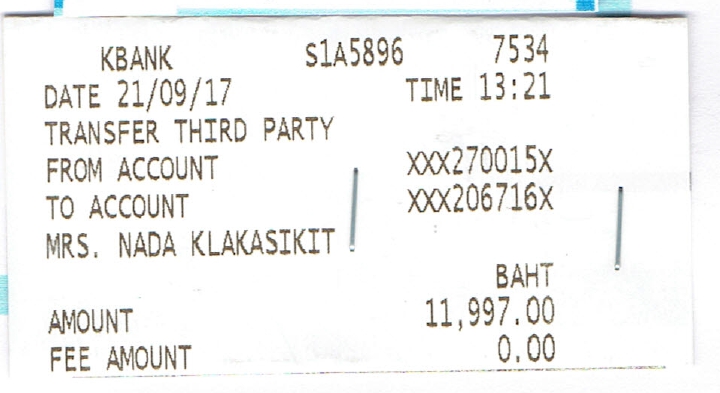 KBANK S1A5896 7534
DATE 21/09/17 TIME 13:21
TRANSFER THIRD PARTY
FROM ACCOUNT XXX270015X
TO ACCOUNT XXX206716X
MRS. NADA KLAKASIKIT
BAHT
AMOUNT 11,997.00
FEE AMOUNT 0.00